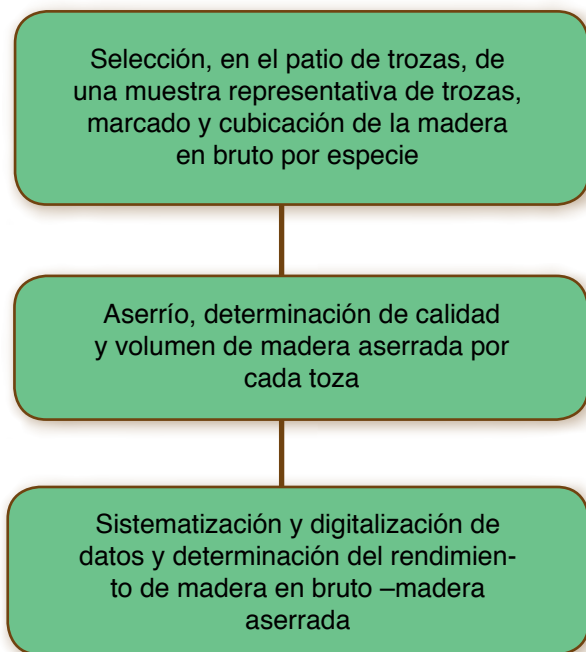 Selección, en el patio de trozas, de
una muestra representativa de trozas,
marcado y cubicación de la madera
en bruto por especie
Aserrío, determinación de calidad
y volumen de madera aserrada por
cada toza
Sistematización y digitalización de
datos y determinación del rendimien-
to de madera en bruto –madera
aserrada